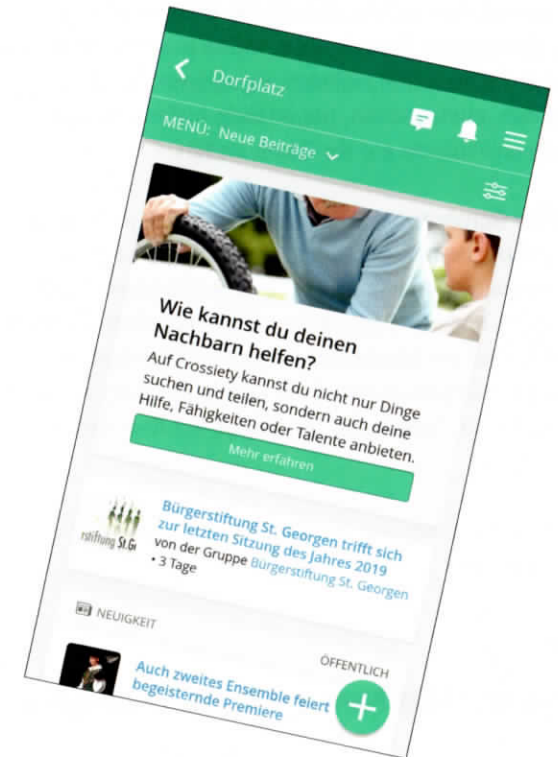 Dorfplatz
MENÜ: Neue Beiträge
Wie kannst du deinen
Nachbarn helfen?
Auf Crossiety kannst du nicht nur Dinge
suchen und teilen, sondern auch deine
Hilfe, Fähigkeiten oder Talente anbieten.
Mehr erfahren
rstiftung St.Ge
Bürgerstiftung St. Georgen trifft sich
zur letzten Sitzung des Jahres 2019
von der Gruppe Bürgerstiftung St. Georgen
• 3 Tage
NEUIGKEIT
ÖFFENTLICH
Auch zweites Ensemble feiert
begeisternde Premiere